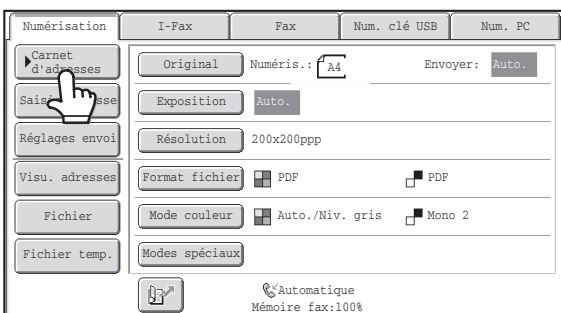 Numérisation I-Fax Fax Num. clé USB Num. PC
Carnet
d'adresses
Original Numéris.: A4 Envoyer: Auto.
Exposition Auto.
Réglages envoi
Résolution 200x200ppp
Visu. adresses
Format fichier PDF PDF
Fichier
Mode couleur Auto./Niv. gris Mono 2
Fichier temp.
Modes spéciaux
Automatique
Mémoire fax:100%